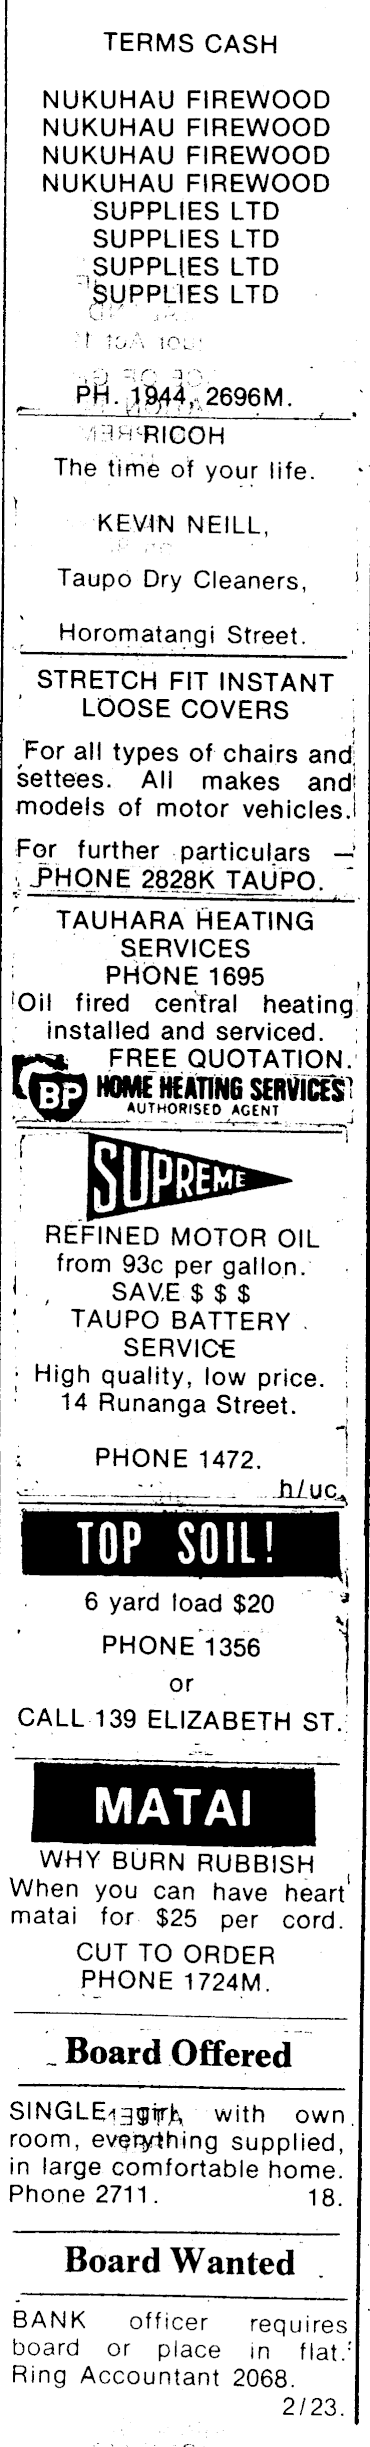 TERMS CASH
NUKUHAU FIREWOOD
NUKUHAU FIREWOOD
NUKUHAU FIREWOOD
NUKUHAU FIREWOOD
SUPPLIES LTD
SUPPLIES LTD
SUPPLIES LTD
SUPPLIES LTD
PH. 1944, 2696M.
RICOH
The time of your life.
KEVIN NEILL,
Taupo Dry Cleaners,
Horomatangi Street.
STRETCH FIT INSTANT
LOOSE COVERS
For all types of chairs and
settees. All makes and
models of motor vehicles.
For further particulars —
PHONE 2828K TAUPO.
TAUHARA HEATING
SERVICES
PHONE 1695
Oil fired central heating
installed and serviced.
FREE QUOTATION.
BP HOME HEATING SERVICES
AUTHORISED AGENT
SUPREME
REFINED MOTOR OIL
from 93c per gallon.
SAVE $ $ $
TAUPO BATTERY
SERVICE
High quality, low price.
14 Runanga Street.
PHONE 1472.
h/uc
TOP SOIL!
6 yard load $20
PHONE 1356
or
CALL 139 ELIZABETH ST.
MATAI
WHY BURN RUBBISH
When you can have heart
matai for $25 per cord.
CUT TO ORDER
PHONE 1724M.
Board Offered
SINGLE girl, with own
room, everything supplied,
in large comfortable home.
Phone 2711. 18.
Board Wanted
BANK officer requires
board or place in flat.
Ring Accountant 2068.
2/23.